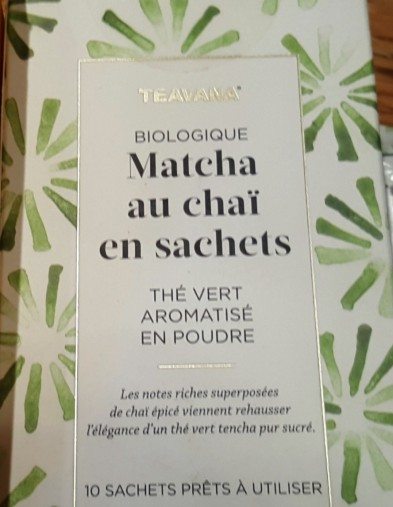 TEAVANA®
BIOLOGIQUE
Matcha
au chaï
en sachets
THÉ VERT
AROMATISÉ
EN POUDRE
Les notes riches superposées
de chaï épicé viennent rehausser
l'élégance d'un thé vert tencha pur sucré.
10 SACHETS PRÊTS À UTILISER